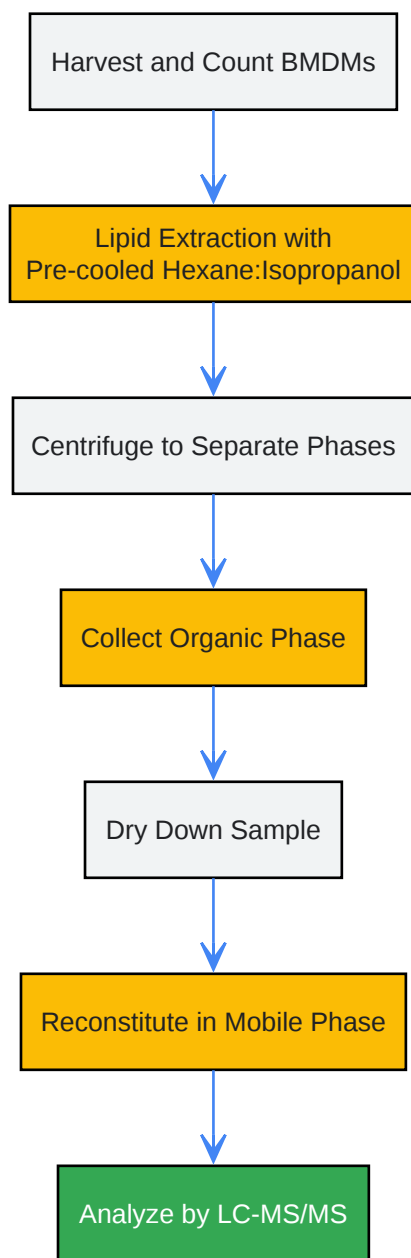 Harvest and Count BMDMs
Lipid Extraction with
Pre-cooled Hexane:Isopropanol
Centrifuge to Separate Phases
Collect Organic Phase
Dry Down Sample
Reconstitute in Mobile Phase
Analyze by LC-MS/MS